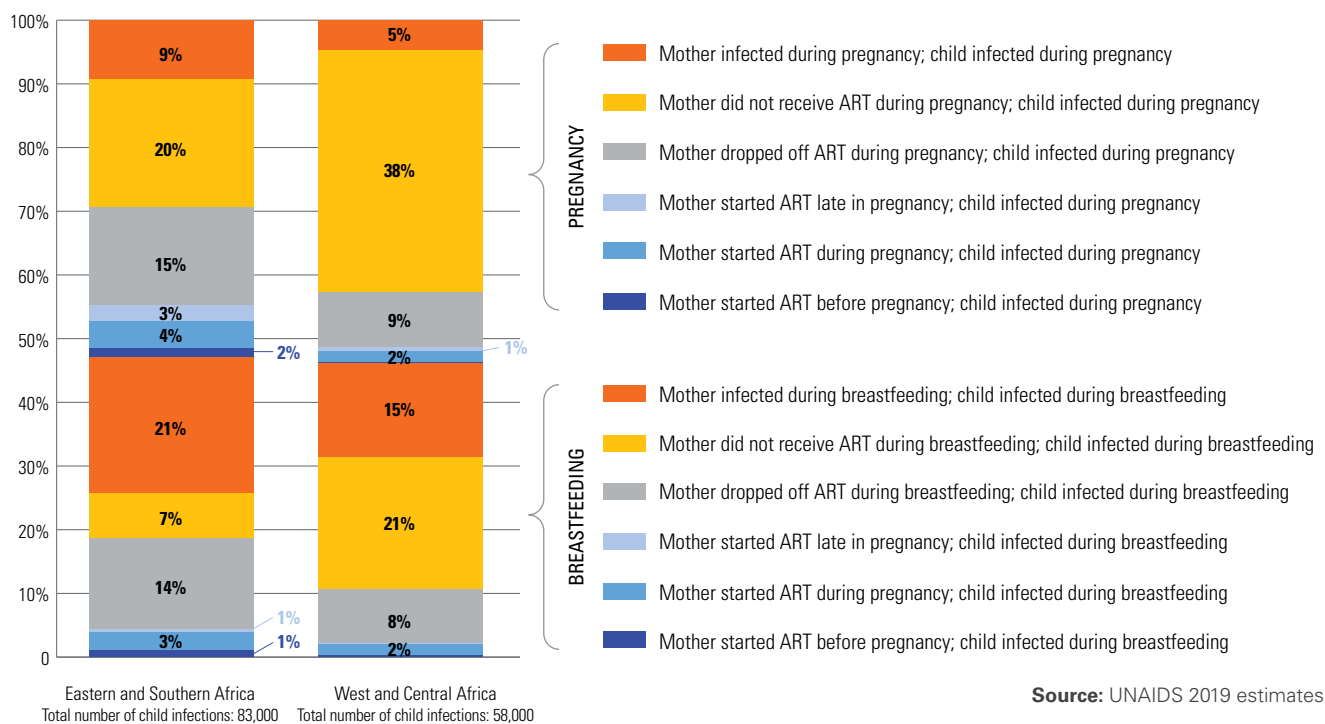 100%
90%
80%
70%
60%
50%
40%
30%
20%
10%
0
9%
20%
15%
3%
4%
2%
21%
7%
14%
1%
3%
1%
Eastern and Southern Africa
Total number of child infections: 83,000
5%
38%
9%
1%
2%
15%
21%
8%
2%
West and Central Africa
Total number of child infections: 58,000
PREGNANCY
Mother infected during pregnancy; child infected during pregnancy
Mother did not receive ART during pregnancy; child infected during pregnancy
Mother dropped off ART during pregnancy; child infected during pregnancy
Mother started ART late in pregnancy; child infected during pregnancy
Mother started ART during pregnancy; child infected during pregnancy
Mother started ART before pregnancy; child infected during pregnancy
BREASTFEEDING
Mother infected during breastfeeding; child infected during breastfeeding
Mother did not receive ART during breastfeeding; child infected during breastfeeding
Mother dropped off ART during breastfeeding; child infected during breastfeeding
Mother started ART late in pregnancy; child infected during breastfeeding
Mother started ART during pregnancy; child infected during breastfeeding
Mother started ART before pregnancy; child infected during breastfeeding
Source: UNAIDS 2019 estimates